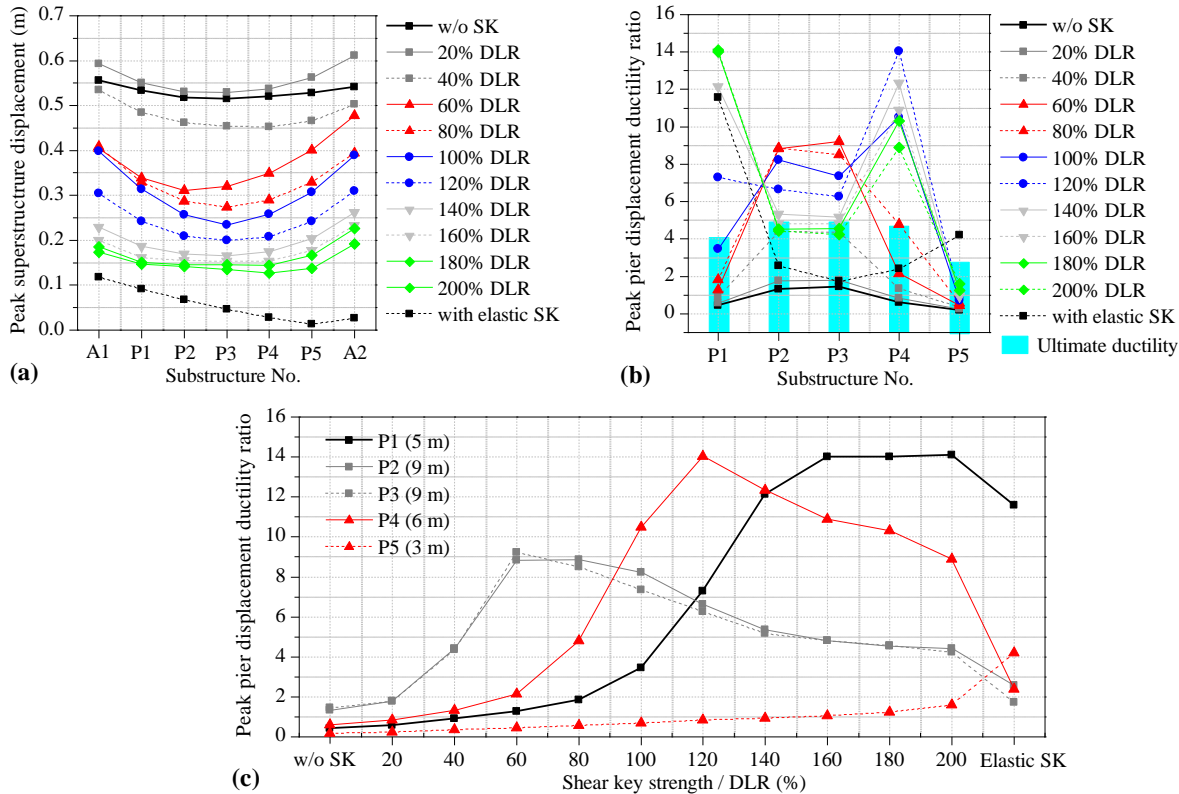 Peak superstructure displacement (m)
0.7
0.6
0.5
0.4
0.3
0.2
0.1
0.0
A1 P1 P2 P3 P4 P5 A2
Substructure No.
(a)
w/o SK
20% DLR
40% DLR
60% DLR
80% DLR
100% DLR
120% DLR
140% DLR
160% DLR
180% DLR
200% DLR
with elastic SK
Peak pier displacement ductility ratio
16
14
12
10
8
6
4
2
0
P1 P2 P3 P4 P5
Substructure No.
(b)
w/o SK
20% DLR
40% DLR
60% DLR
80% DLR
100% DLR
120% DLR
140% DLR
160% DLR
180% DLR
200% DLR
with elastic SK
Ultimate ductility
Peak pier displacement ductility ratio
16
14
12
10
8
6
4
2
0
P1 (5 m)
P2 (9 m)
P3 (9 m)
P4 (6 m)
P5 (3 m)
w/o SK 20 40 60 80 100 120 140 160 180 200 Elastic SK
Shear key strength / DLR (%)
(c)